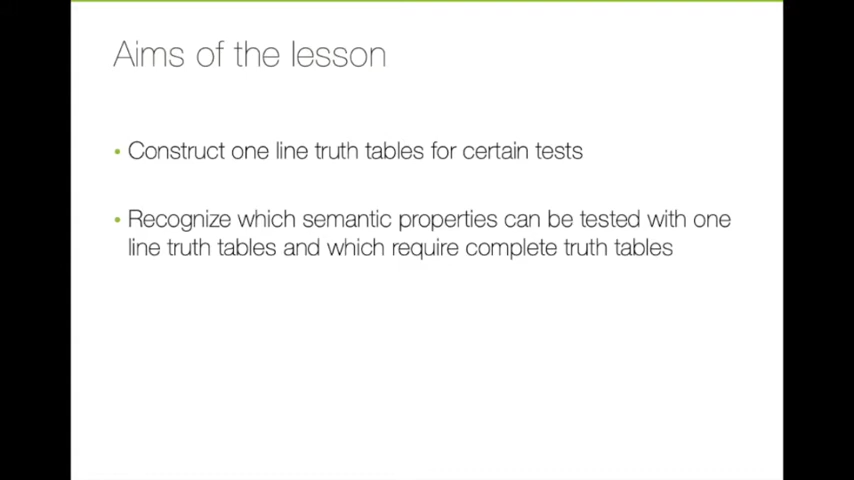 Aims of the lesson
• Construct one line truth tables for certain tests
• Recognize which semantic properties can be tested with one
line truth tables and which require complete truth tables